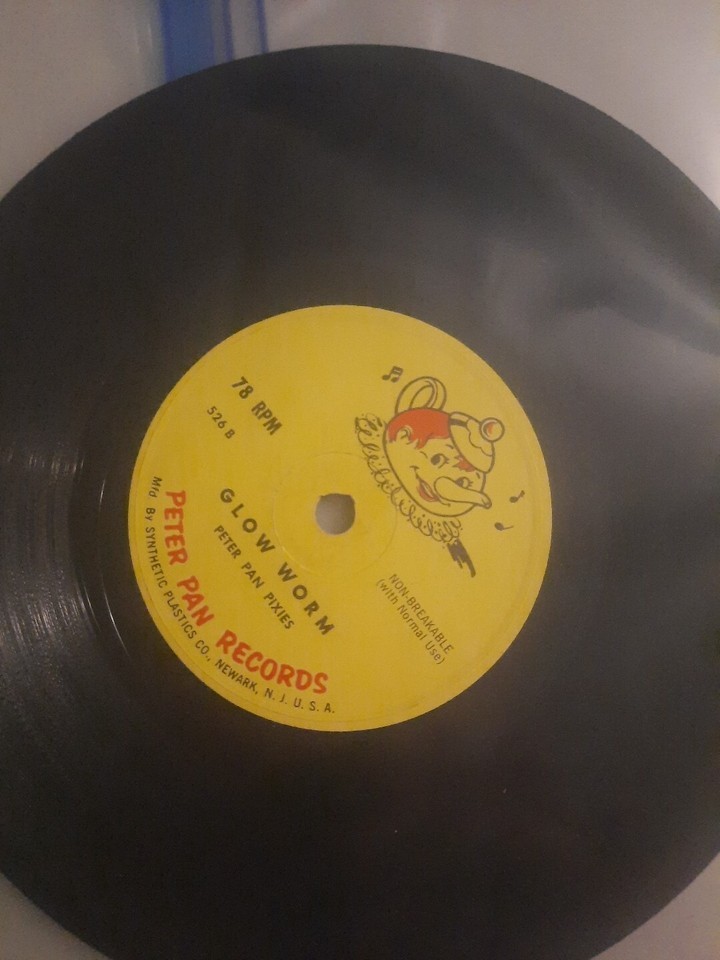 78 RPM
526 B
GLOW WORM
PETER PAN PIXIES
NON-BREAKABLE
(with Normal Use)
PETER PAN RECORDS
Mfd. By SYNTHETIC PLASTICS CO., NEWARK, N. J. U. S. A.